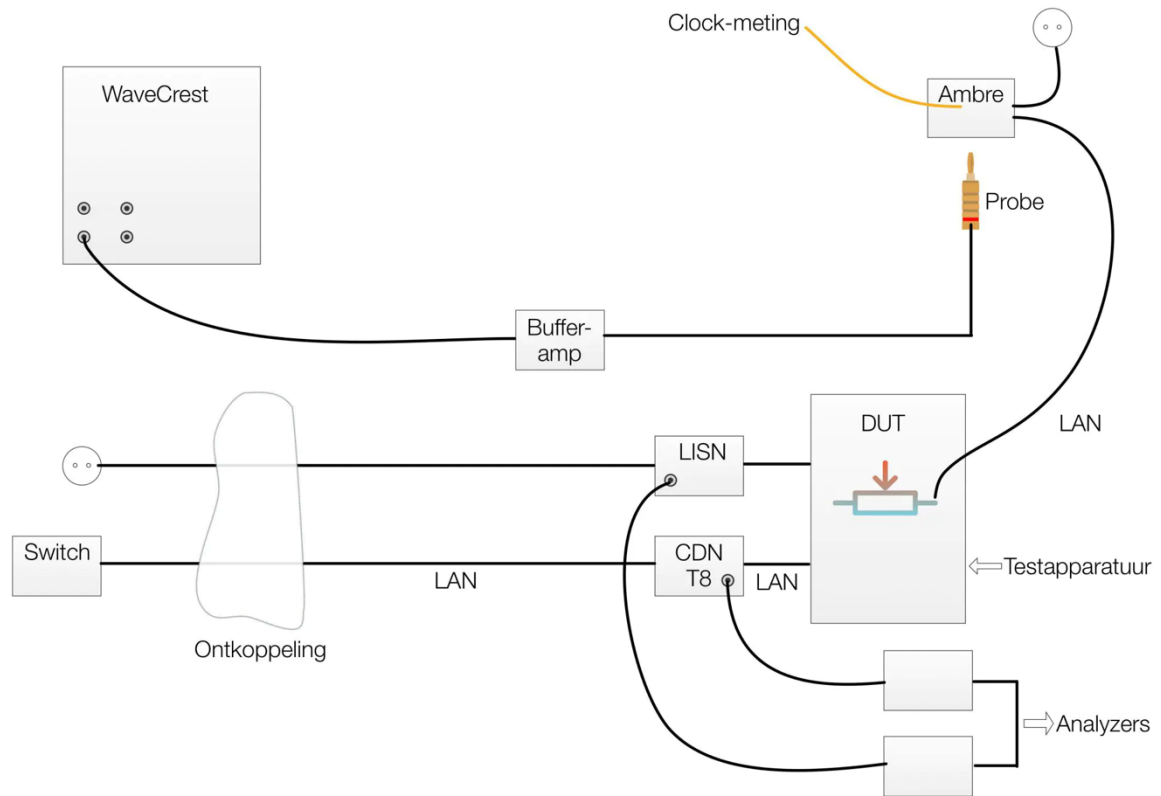 Clock-meting
WaveCrest
Ambre
Probe
Buffer-
amp
DUT
LAN
LISN
Switch
CDN
T8
LAN
LAN
Testapparatuur
Ontkoppeling
Analyzers